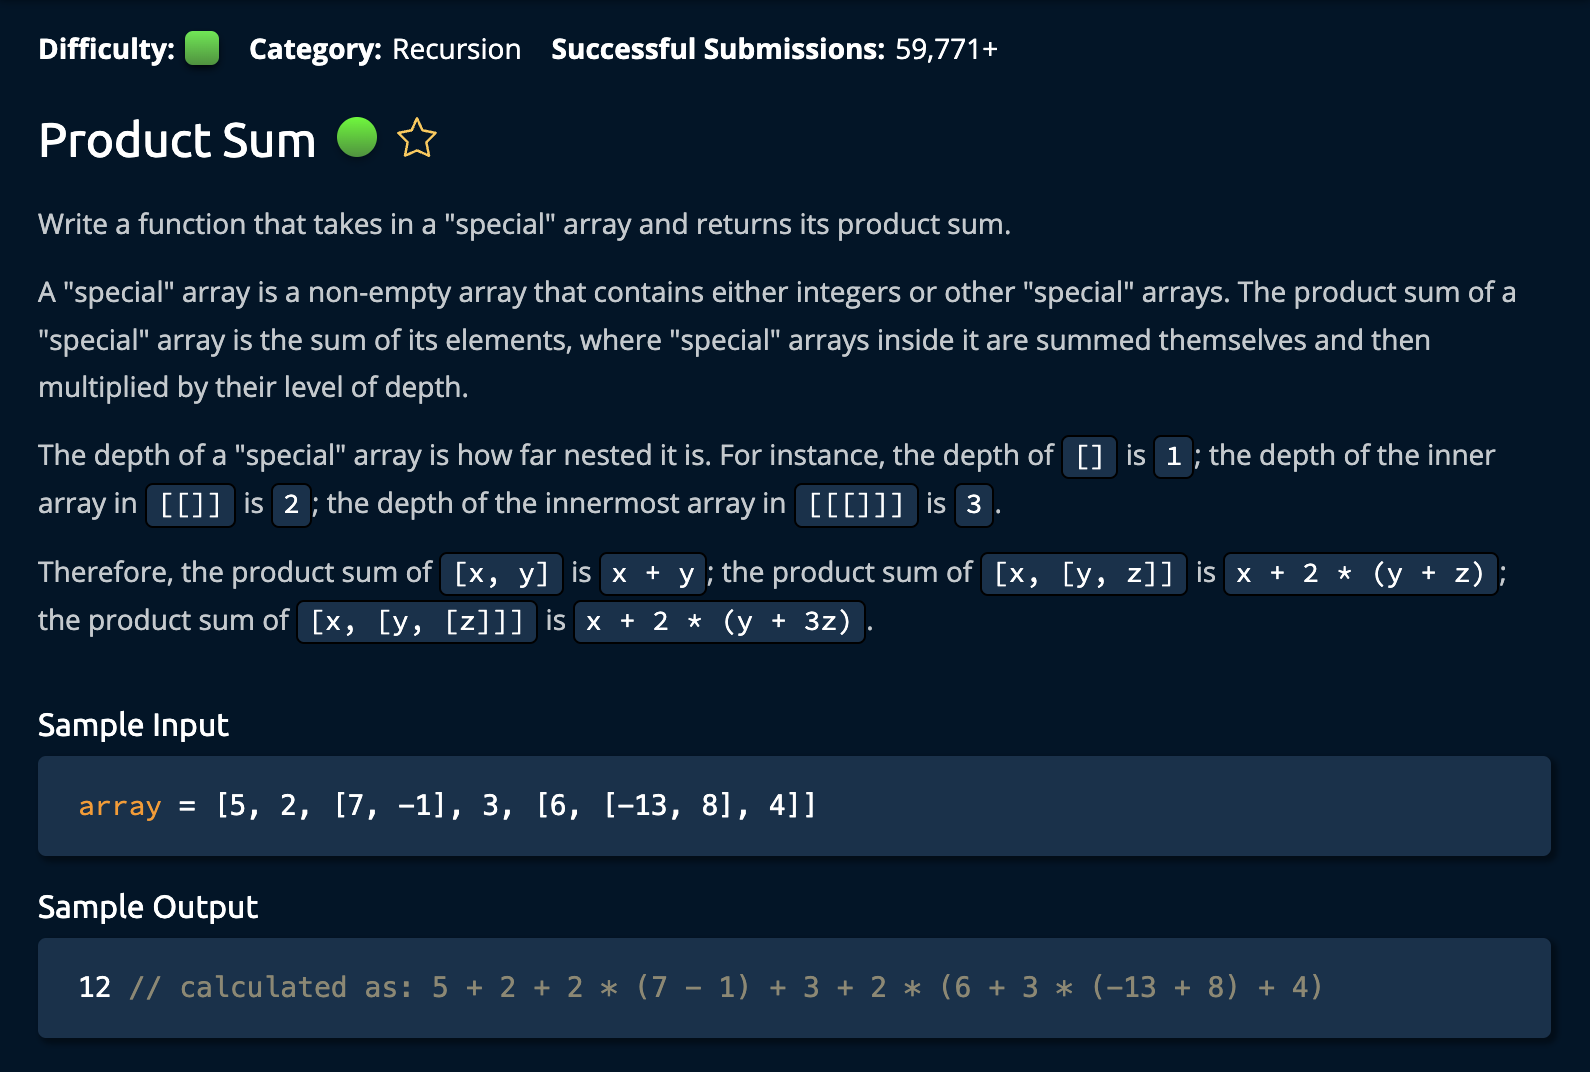 Difficulty: Category: Recursion Successful Submissions: 59,771+
Product Sum
Write a function that takes in a "special" array and returns its product sum.
A "special" array is a non-empty array that contains either integers or other "special" arrays. The product sum of a
"special" array is the sum of its elements, where "special" arrays inside it are summed themselves and then
multiplied by their level of depth.
The depth of a "special" array is how far nested it is. For instance, the depth of [] is 1; the depth of the inner
array in [[]] is 2; the depth of the innermost array in [[[]]] is 3.
Therefore, the product sum of [x, y] is x + y; the product sum of [x, [y, z]] is x + 2 * (y + z);
the product sum of [x, [y, [z]]] is x + 2 * (y + 3z).
Sample Input
array = [5, 2, [7, -1], 3, [6, [-13, 8], 4]]
Sample Output
12 // calculated as: 5 + 2 + 2 * (7 - 1) + 3 + 2 * (6 + 3 * (-13 + 8) + 4)